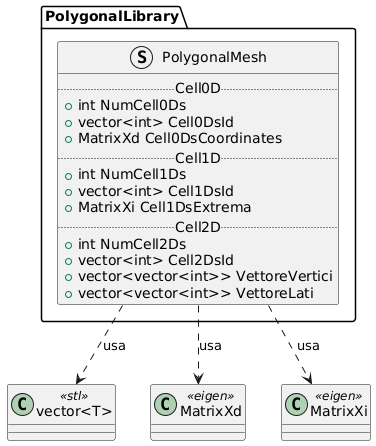 PolygonalLibrary
S PolygonalMesh
Cell0D
int NumCell0Ds
vector<int> Cell0DsId
MatrixXd Cell0DsCoordinates
Cell1D
int NumCell1Ds
vector<int> Cell1DsId
MatrixXi Cell1DsExtrema
Cell2D
int NumCell2Ds
vector<int> Cell2DsId
vector<vector<int>> VettoreVertici
vector<vector<int>> VettoreLati
usa usa usa
C «stl» vector<T>
C «eigen» MatrixXd
C «eigen» MatrixXi